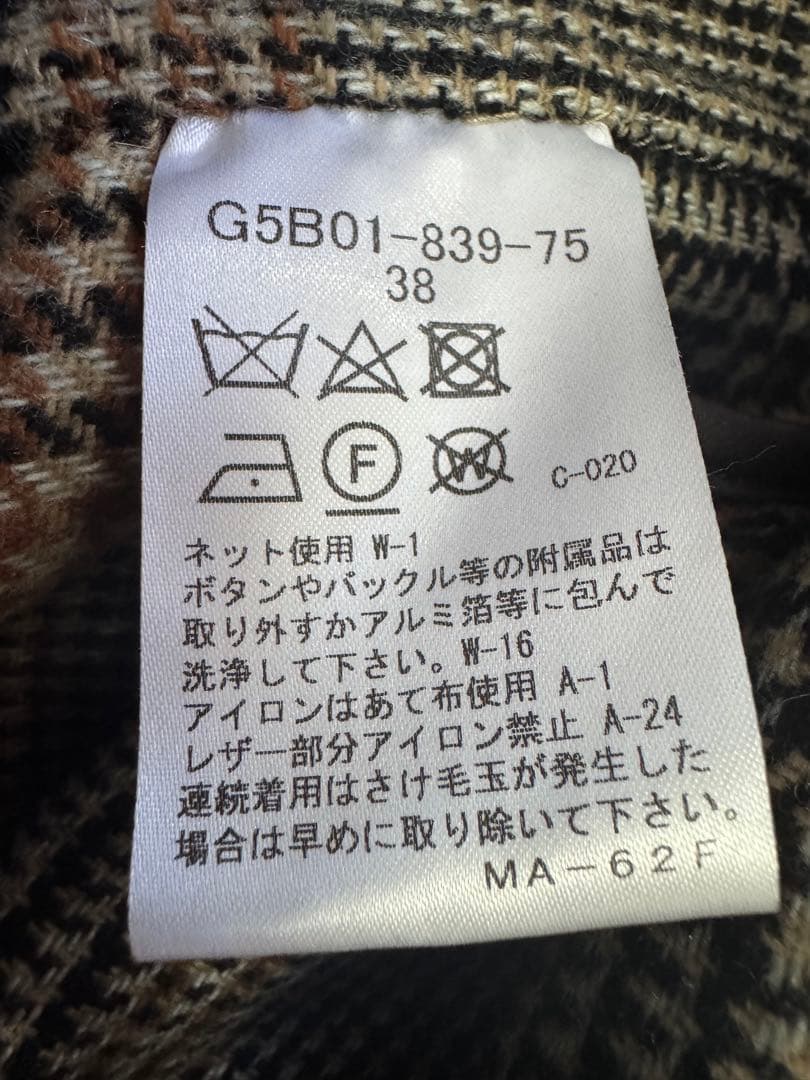 G5B01-839-75
38
F W C-020
ネット使用 W-1
ボタンやバックル等の附属品は
取り外すかアルミ箔等に包んで
洗浄して下さい。W-16
アイロンはあて布使用 A-1
レザー部分アイロン禁止 A-24
連続着用はさけ毛玉が発生した
場合は早めに取り除いて下さい。
MA-62F